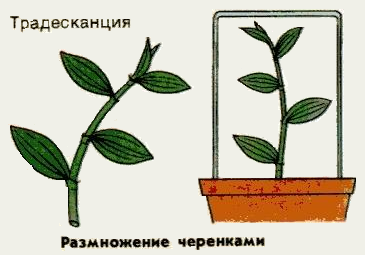 Традесканция
Размножение черенками